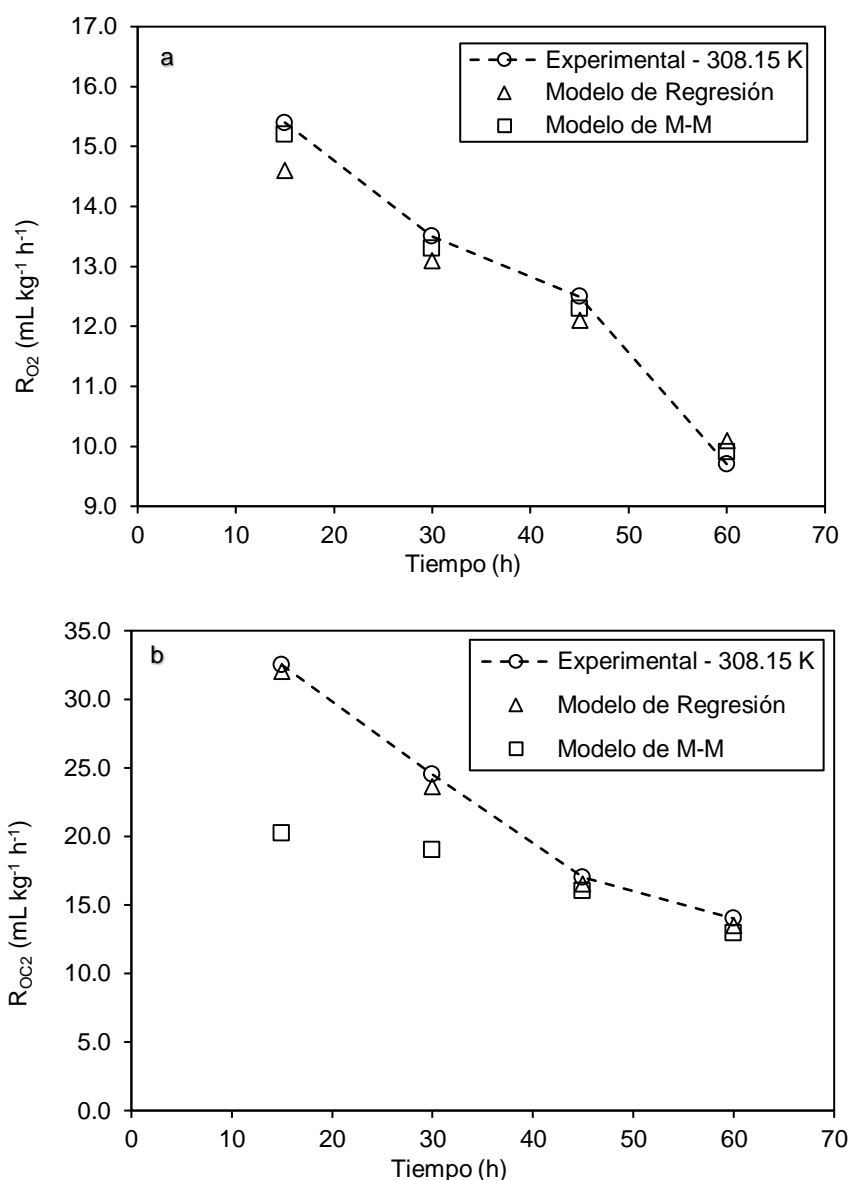 17.0
a
Experimental - 308.15 K
16.0
Modelo de Regresión
Modelo de M-M
15.0
14.0
13.0
12.0
11.0
10.0
9.0
R_O2 (mL kg⁻¹ h⁻¹)
0 10 20 30 40 50 60 70
Tiempo (h)
35.0
b
Experimental - 308.15 K
30.0
Modelo de Regresión
25.0
Modelo de M-M
20.0
15.0
10.0
5.0
0.0
R_OC2 (mL kg⁻¹ h⁻¹)
0 10 20 30 40 50 60 70
Tiempo (h)